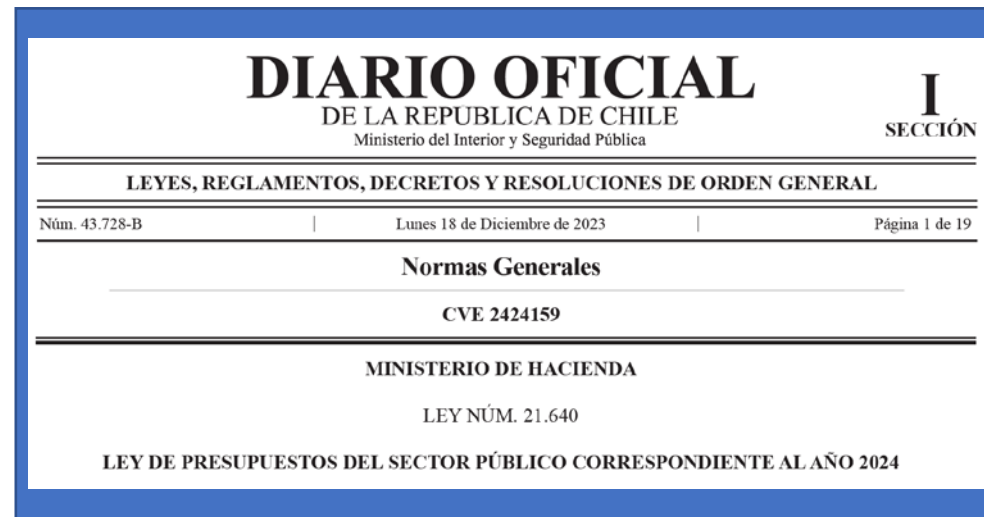 DIARIO OFICIAL
DE LA REPUBLICA DE CHILE
Ministerio del Interior y Seguridad Pública
I
SECCIÓN
LEYES, REGLAMENTOS, DECRETOS Y RESOLUCIONES DE ORDEN GENERAL
Núm. 43.728-B | Lunes 18 de Diciembre de 2023 | Página 1 de 19
Normas Generales
CVE 2424159
MINISTERIO DE HACIENDA
LEY NÚM. 21.640
LEY DE PRESUPUESTOS DEL SECTOR PÚBLICO CORRESPONDIENTE AL AÑO 2024